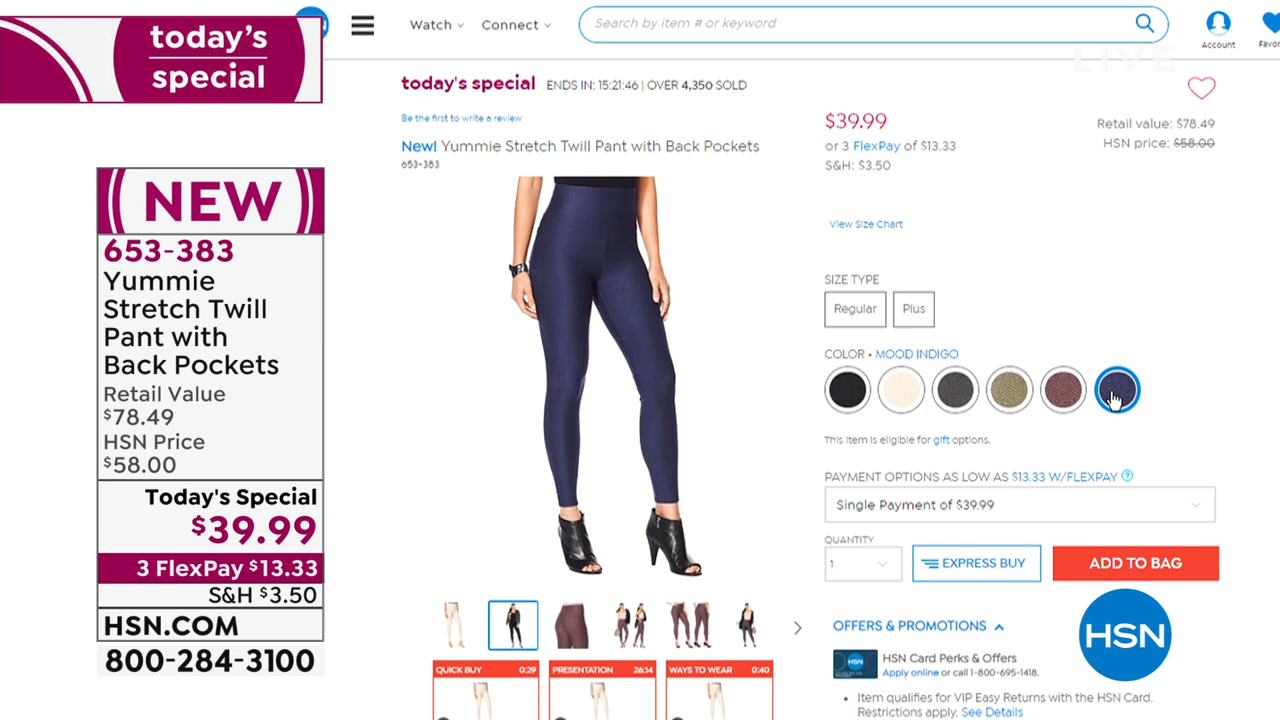 today's
special
NEW
653-383
Yummie
Stretch Twill
Pant with
Back Pockets
Retail Value
$78.49
HSN Price
$58.00
Today's Special
$39.99
3 FlexPay $13.33
S&H $3.50
HSN.COM
800-284-3100
Watch
Connect
Search by item # or keyword
Account
LIVE
today's special ENDS IN: 15:21:46 | OVER 4,350 SOLD
Be the first to write a review
New! Yummie Stretch Twill Pant with Back Pockets
653-383
$39.99
or 3 FlexPay of $13.33
S&H: $3.50
Retail value: $78.49
HSN price: $58.00
View Size Chart
SIZE TYPE
Regular
Plus
COLOR • MOOD INDIGO
This item is eligible for gift options.
PAYMENT OPTIONS AS LOW AS $13.33 W/FLEXPAY ?
Single Payment of $39.99
QUANTITY
1
EXPRESS BUY
ADD TO BAG
QUICK BUY 0:29
PRESENTATION 26:14
WAYS TO WEAR 0:40
OFFERS & PROMOTIONS
HSN
HSN
HSN Card Perks & Offers
Apply online or call 1-800-695-1418.
• Item qualifies for VIP Easy Returns with the HSN Card.
Restrictions apply. See Details